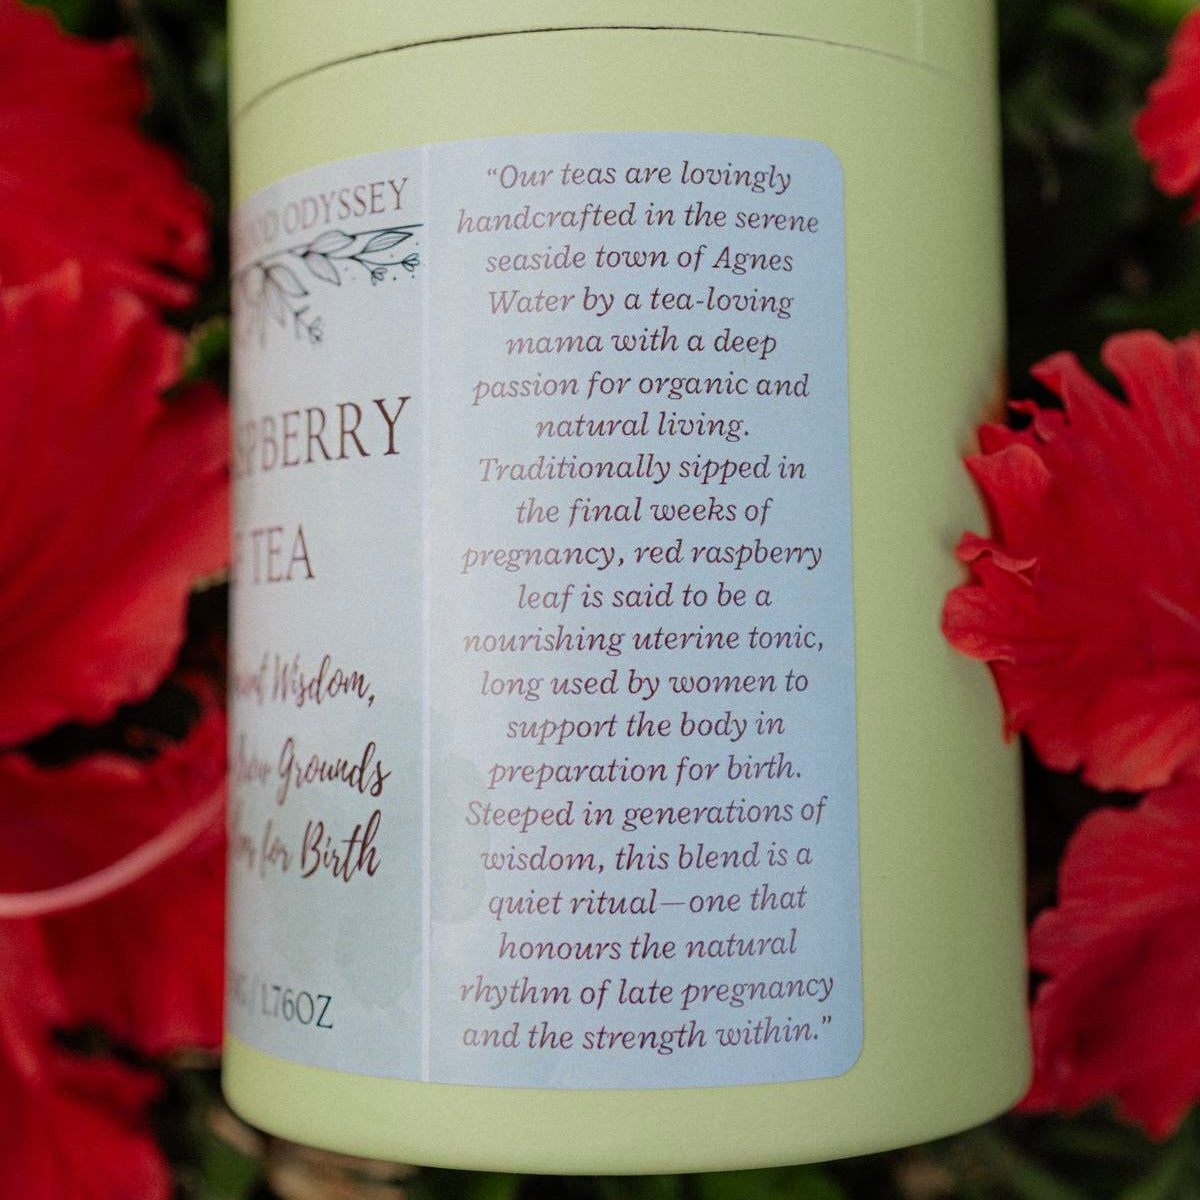 ODYSSEY
BERRY
TEA
Wisdom,
Grounds
for Birth
1.76OZ
“Our teas are lovingly
handcrafted in the serene
seaside town of Agnes
Water by a tea-loving
mama with a deep
passion for organic and
natural living.
Traditionally sipped in
the final weeks of
pregnancy, red raspberry
leaf is said to be a
nourishing uterine tonic,
long used by women to
support the body in
preparation for birth.
Steeped in generations of
wisdom, this blend is a
quiet ritual—one that
honours the natural
rhythm of late pregnancy
and the strength within.”